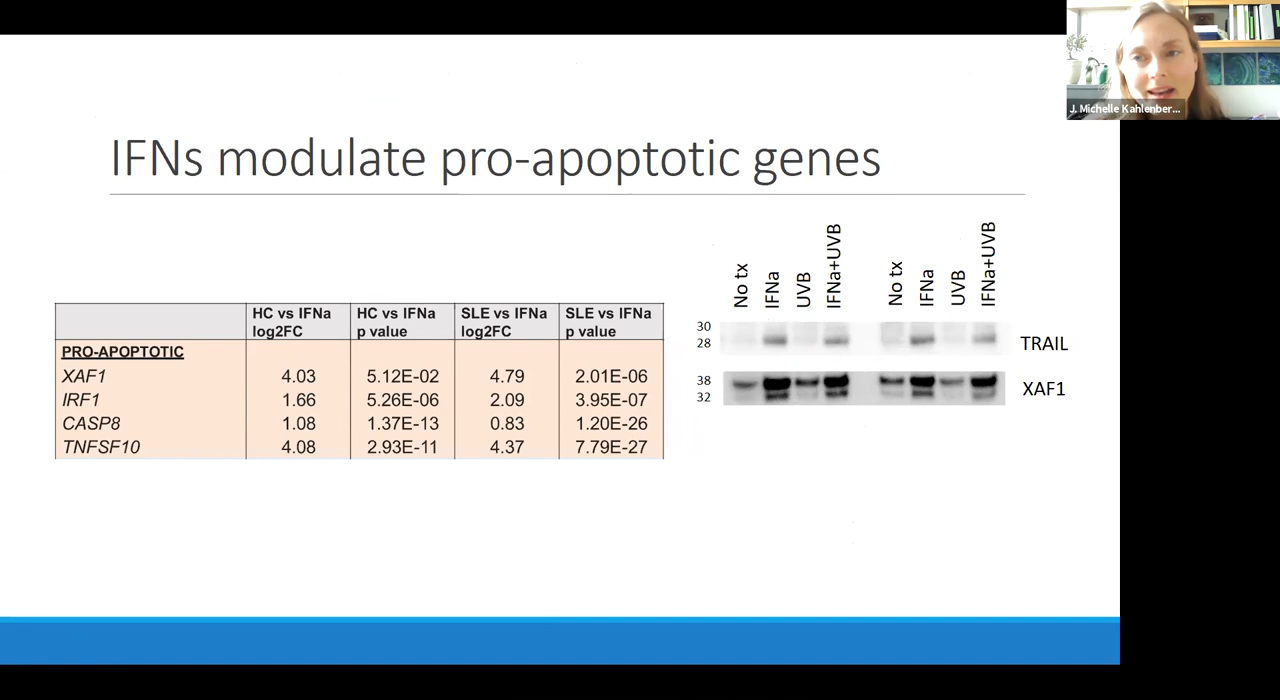 J. Michelle Kahlenber...
IFNs modulate pro-apoptotic genes
HC vs IFNa log2FC HC vs IFNa p value SLE vs IFNa log2FC SLE vs IFNa p value
PRO-APOPTOTIC
XAF1 4.03 5.12E-02 4.79 2.01E-06
IRF1 1.66 5.26E-06 2.09 3.95E-07
CASP8 1.08 1.37E-13 0.83 1.20E-26
TNFSF10 4.08 2.93E-11 4.37 7.79E-27
No tx IFNa UVB IFNa+UVB No tx IFNa UVB IFNa+UVB
30
28 TRAIL
38
32 XAF1